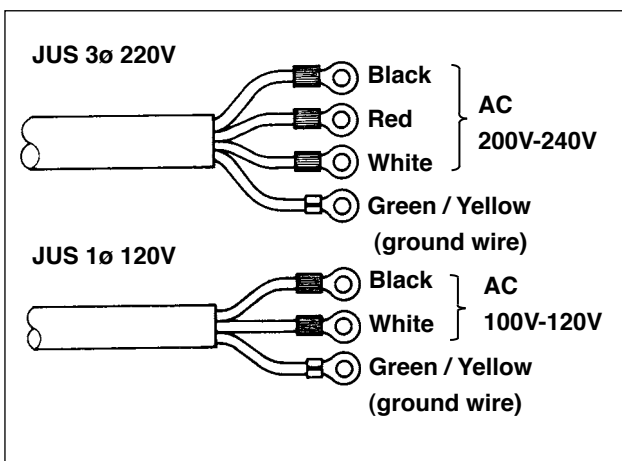 JUS 3ø 220V
Black
Red
White
AC
200V-240V
Green / Yellow
(ground wire)
JUS 1ø 120V
Black
White
AC
100V-120V
Green / Yellow
(ground wire)